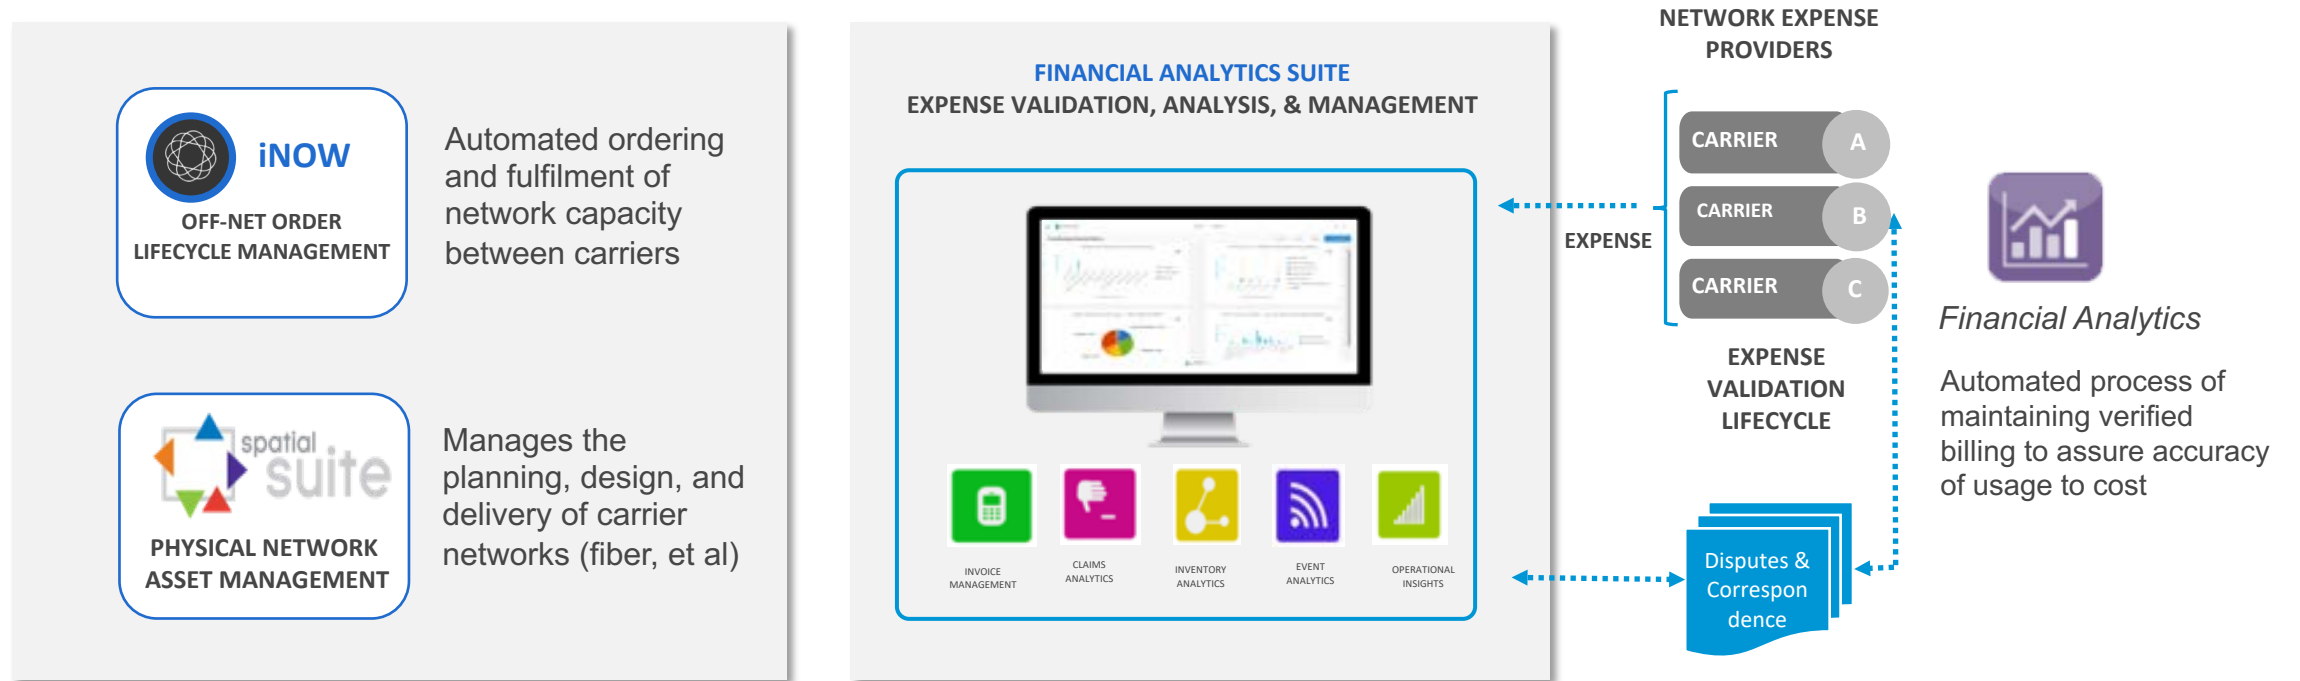 iNOW
OFF-NET ORDER
LIFECYCLE MANAGEMENT
Automated ordering
and fulfilment of
network capacity
between carriers
spatial
suite
PHYSICAL NETWORK
ASSET MANAGEMENT
Manages the
planning, design, and
delivery of carrier
networks (fiber, et al)
FINANCIAL ANALYTICS SUITE
EXPENSE VALIDATION, ANALYSIS, & MANAGEMENT
INVOICE
MANAGEMENT
CLAIMS
ANALYTICS
INVENTORY
ANALYTICS
EVENT
ANALYTICS
OPERATIONAL
INSIGHTS
NETWORK EXPENSE
PROVIDERS
EXPENSE
CARRIER A
CARRIER B
CARRIER C
EXPENSE
VALIDATION
LIFECYCLE
Disputes &
Correspon
dence
Financial Analytics
Automated process of
maintaining verified
billing to assure accuracy
of usage to cost